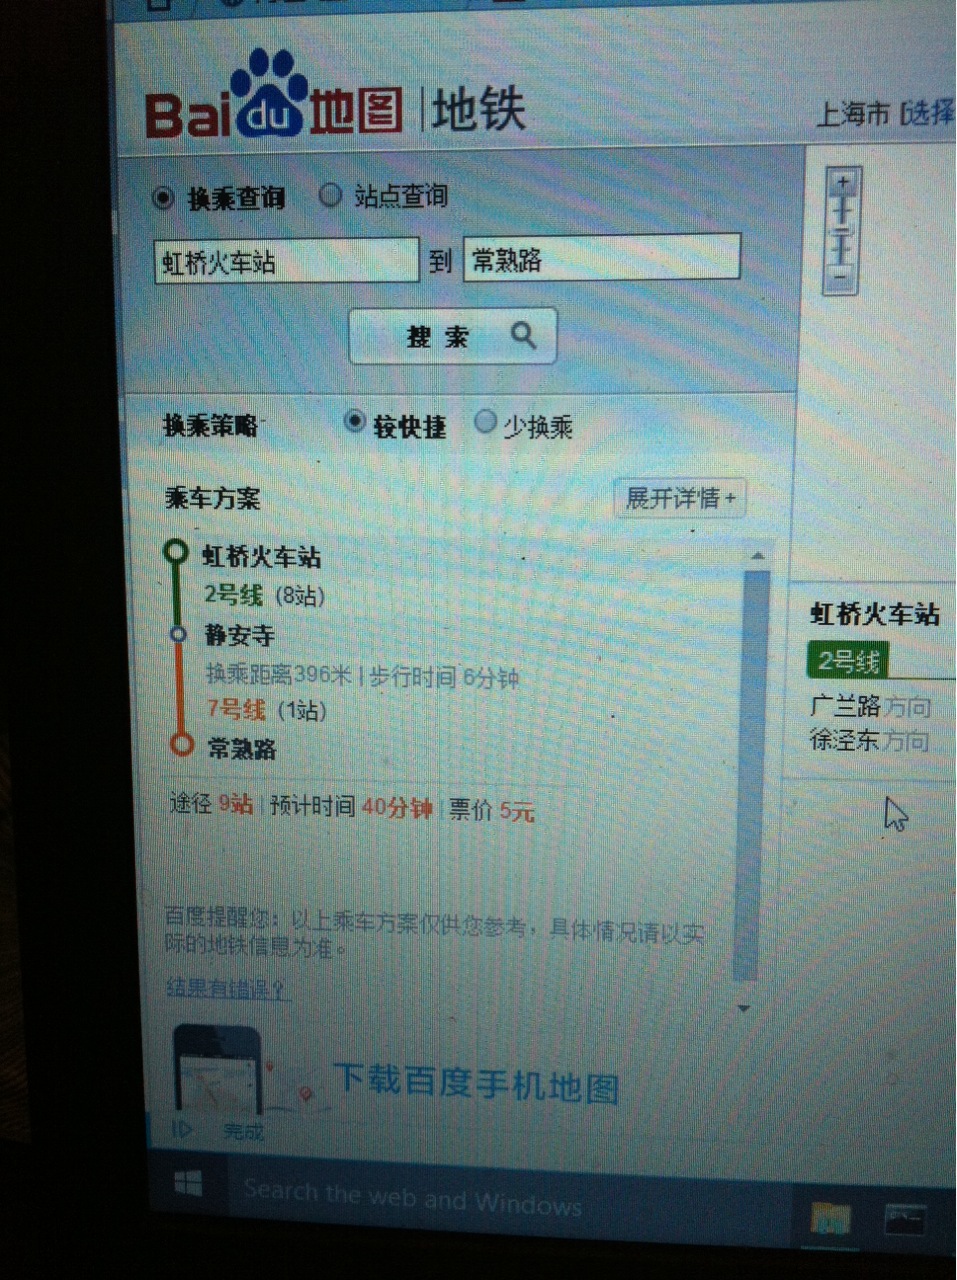 Bai du 地图 | 地铁
上海市 [选择
换乘查询 站点查询
虹桥火车站 到 常熟路
搜 索
换乘策略 较快捷 少换乘
乘车方案 展开详情+
虹桥火车站
2号线 (8站)
静安寺
换乘距离396米 | 步行时间 6分钟
7号线 (1站)
常熟路
途径 9站 | 预计时间 40分钟 | 票价 5元
百度提醒您：以上乘车方案仅供您参考，具体情况请以实
际的地铁信息为准。
结果有错误？
下载百度手机地图
完成
虹桥火车站
2号线
广兰路方向
徐泾东方向
Search the web and Windows